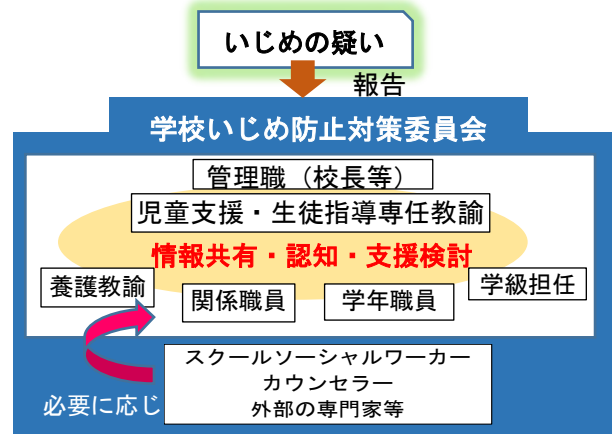 いじめの疑い
報告
学校いじめ防止対策委員会
管理職（校長等）
児童支援・生徒指導専任教諭
情報共有・認知・支援検討
養護教諭
関係職員
学年職員
学級担任
スクールソーシャルワーカー
カウンセラー
外部の専門家等
必要に応じ